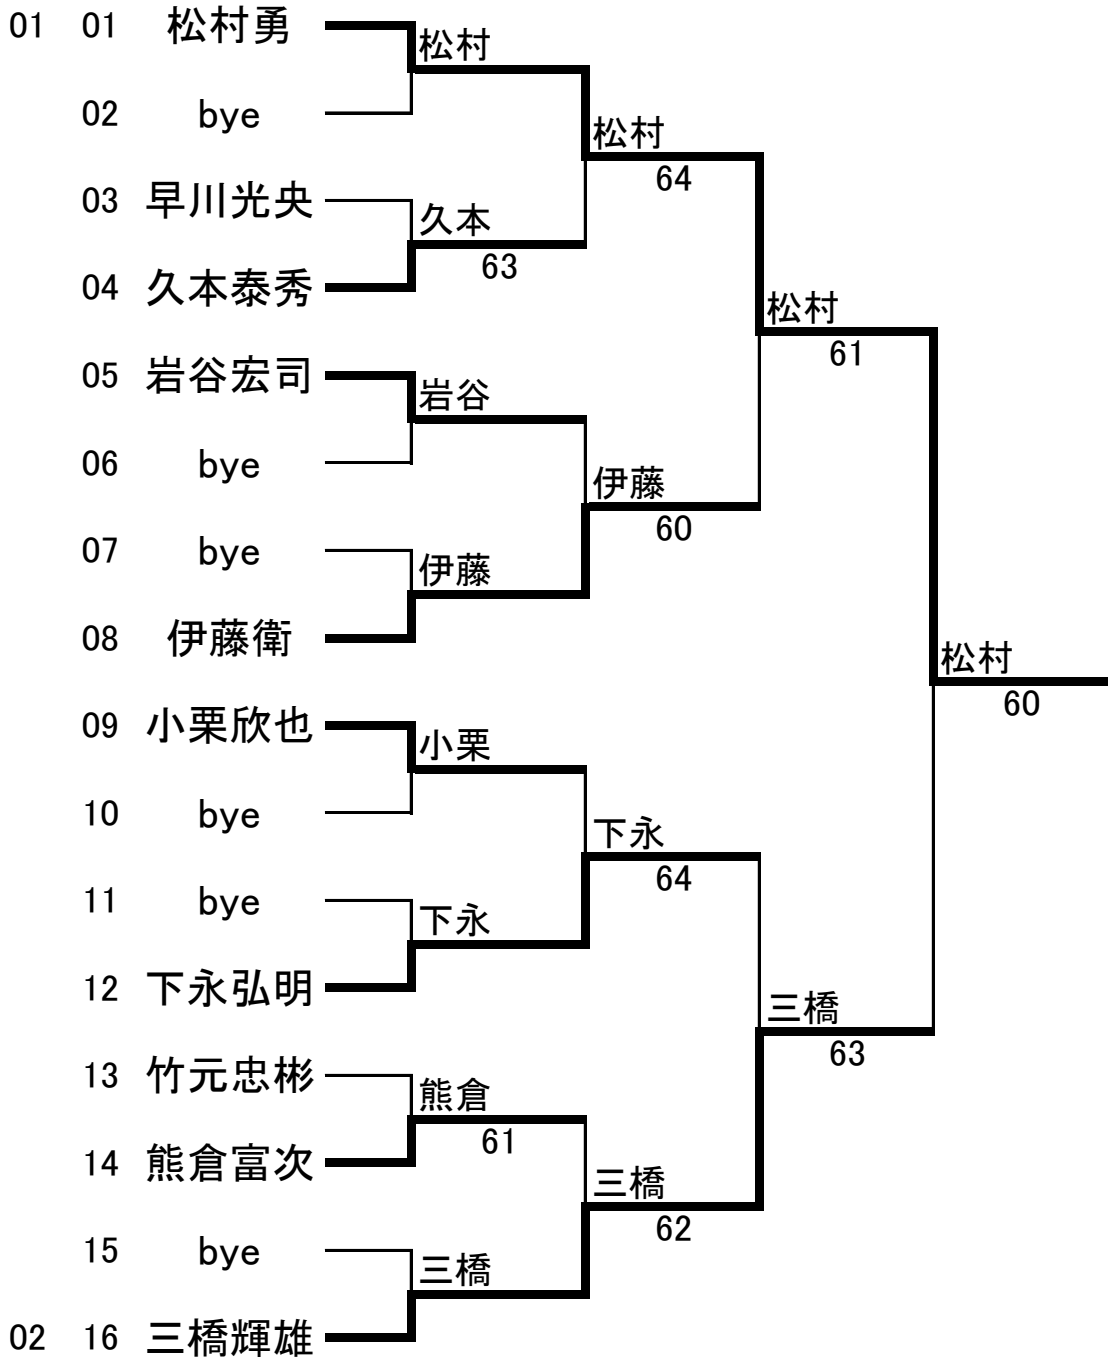 01 01 松村勇
松村
02 bye
松村
64
03 早川光央
久本
63
04 久本泰秀
松村
61
05 岩谷宏司
岩谷
06 bye
伊藤
60
07 bye
伊藤
08 伊藤衛
松村
60
09 小栗欣也
小栗
10 bye
下永
64
11 bye
下永
12 下永弘明
三橋
63
13 竹元忠彬
熊倉
61
14 熊倉富次
三橋
62
15 bye
三橋
02 16 三橋輝雄